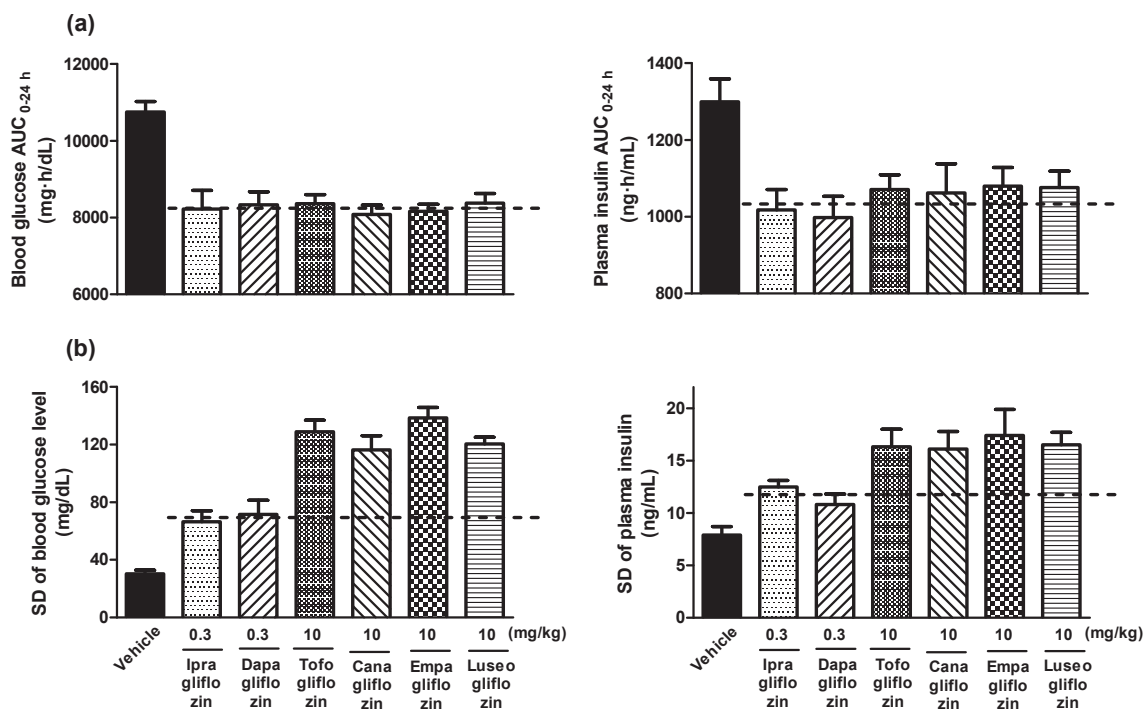 (a)
Blood glucose AUC0-24 h
(mg·h/dL)
12000
10000
8000
6000
Plasma insulin AUC0-24 h
(ng·h/mL)
1400
1200
1000
800
(b)
SD of blood glucose level
(mg/dL)
160
120
80
40
0
Vehicle
0.3 0.3 10 10 10 10 (mg/kg)
Ipra Dapa Tofo Cana Empa Luseo
gliflo gliflo gliflo gliflo gliflo gliflo
zin zin zin zin zin zin
SD of plasma insulin
(ng/mL)
20
15
10
5
0
Vehicle
0.3 0.3 10 10 10 10 (mg/kg)
Ipra Dapa Tofo Cana Empa Luseo
gliflo gliflo gliflo gliflo gliflo gliflo
zin zin zin zin zin zin